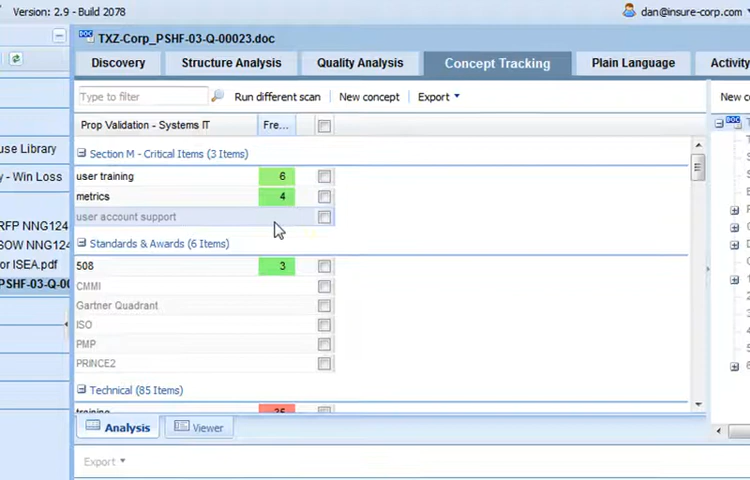 Version: 2.9 - Build 2078
dan@insure-corp.com
TXZ-Corp_PSHF-03-Q-00023.doc
Discovery
Structure Analysis
Quality Analysis
Concept Tracking
Plain Language
Activity
Type to filter
Run different scan
New concept
Export
New co
Prop Validation - Systems IT
Fre...
Section M - Critical Items (3 Items)
user training 6
metrics 4
user account support
Standards & Awards (6 Items)
508 3
CMMI
Gartner Quadrant
ISO
PMP
PRINCE2
Technical (85 Items)
training
use Library
y - Win Loss
RFP NNG124
SOW NNG124
or ISEA.pdf
PSHF-03-Q-00
Analysis
Viewer
Export